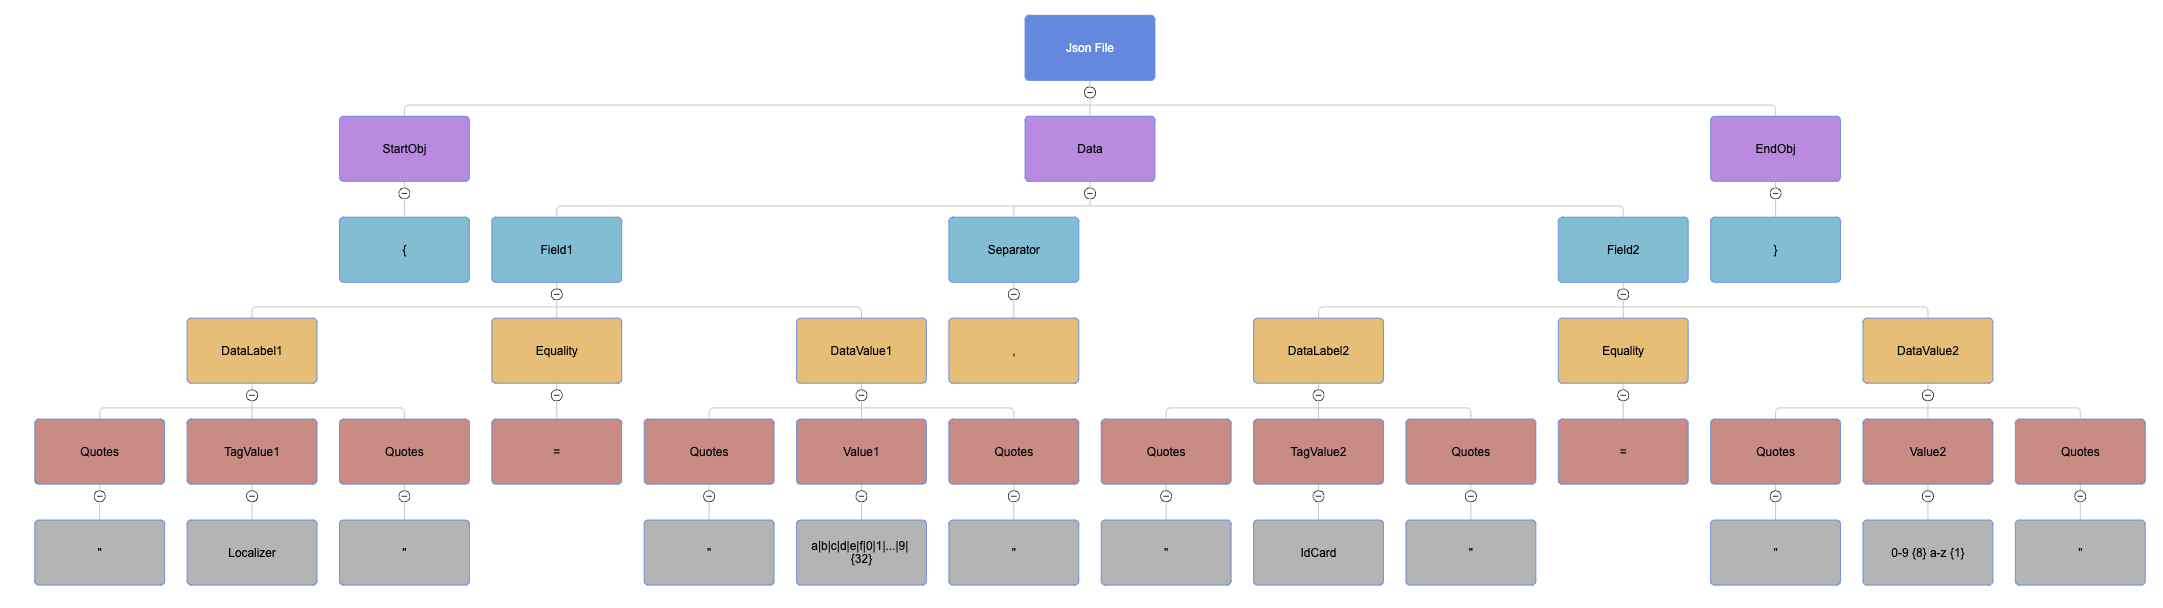 Json File
StartObj
Data
EndObj
{
Field1
Separator
Field2
}
DataLabel1
Equality
DataValue1
,
DataLabel2
Equality
DataValue2
Quotes
TagValue1
Quotes
=
Quotes
Value1
Quotes
Quotes
TagValue2
Quotes
=
Quotes
Value2
Quotes
"
Localizer
"
"
a|b|c|d|e|f|0|1|...|9|
{32}
"
"
IdCard
"
"
0-9 {8} a-z {1}
"